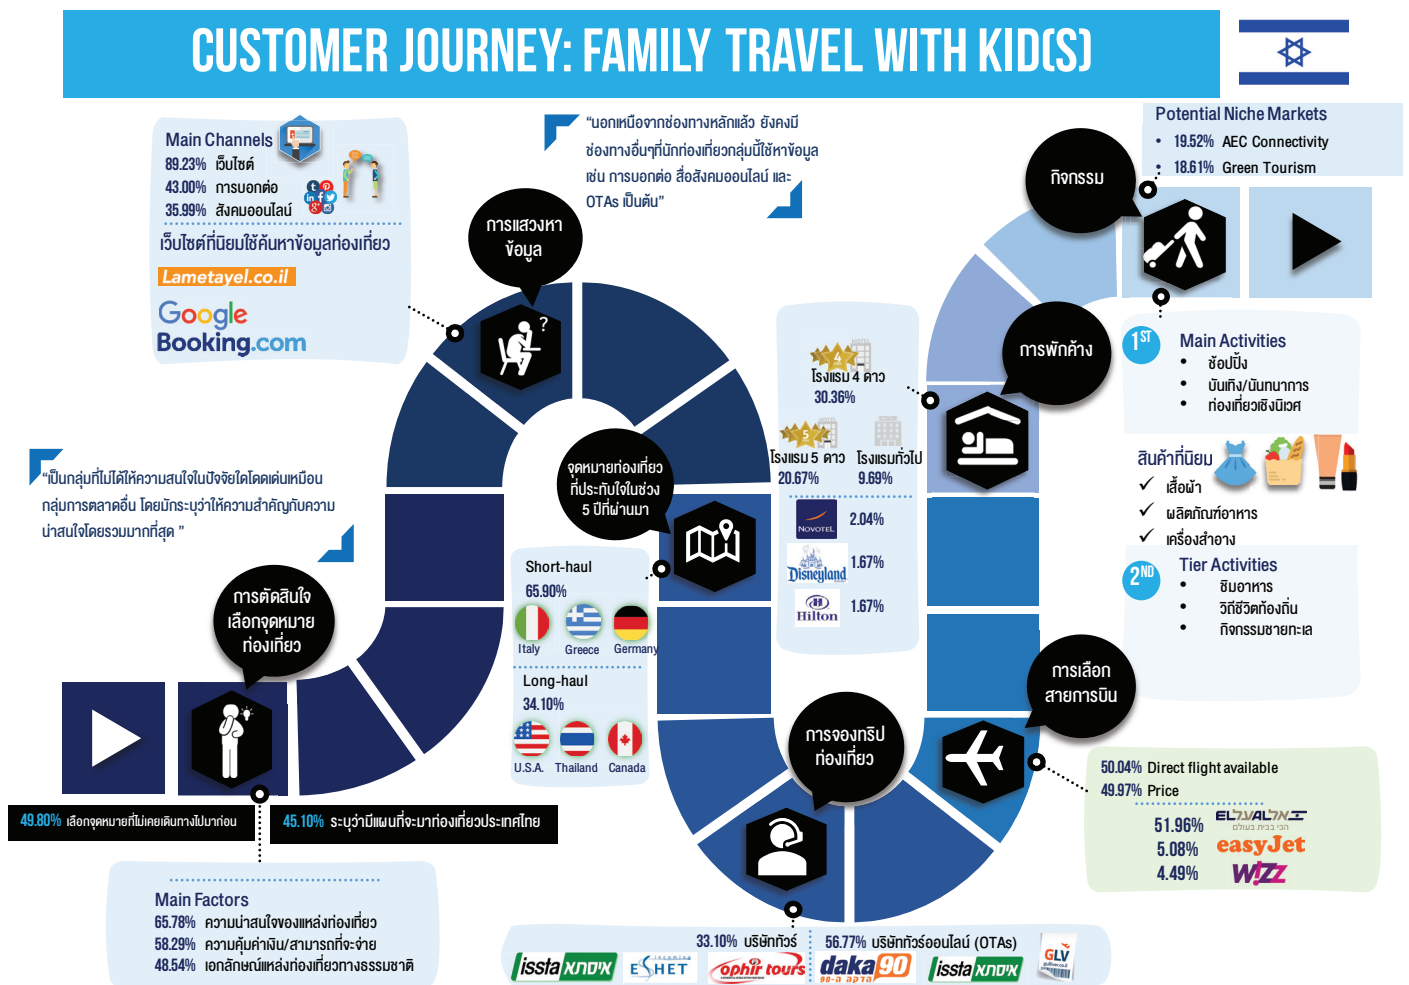 CUSTOMER JOURNEY: FAMILY TRAVEL WITH KID(S)
Main Channels
89.23% เว็บไซต์
43.00% การบอกต่อ
35.99% สังคมออนไลน์
เว็บไซต์ที่นิยมใช้ค้นหาข้อมูลท่องเที่ยว
Lametayel.co.il
Google
Booking.com
“นอกเหนือจากช่องทางหลักแล้ว ยังคงมี
ช่องทางอื่นๆที่นักท่องเที่ยวกลุ่มนี้ใช้หาข้อมูล
เช่น การบอกต่อ สื่อสังคมออนไลน์ และ
OTAs เป็นต้น”
การแสวงหา
ข้อมูล
?
Potential Niche Markets
• 19.52% AEC Connectivity
• 18.61% Green Tourism
กิจกรรม
1ST
Main Activities
• ช้อปปิ้ง
• บันเทิง/นันทนาการ
• ท่องเที่ยวเชิงนิเวศ
สินค้าที่นิยม
✓ เสื้อผ้า
✓ ผลิตภัณฑ์อาหาร
✓ เครื่องสำอาง
2ND
Tier Activities
• ชิมอาหาร
• วิถีชีวิตท้องถิ่น
• กิจกรรมชายทะเล
การพักค้าง
4
โรงแรม 4 ดาว
30.36%
5
โรงแรม 5 ดาว
20.67%
โรงแรมทั่วไป
9.69%
NOVOTEL
2.04%
Disneyland
1.67%
Hilton
1.67%
จุดหมายท่องเที่ยว
ที่ประทับใจในช่วง
5 ปีที่ผ่านมา
Short-haul
65.90%
Italy
Greece
Germany
Long-haul
34.10%
U.S.A.
Thailand
Canada
“เป็นกลุ่มที่ไม่ได้ให้ความสนใจในปัจจัยใดโดดเด่นเหมือน
กลุ่มการตลาดอื่น โดยมักระบุว่าให้ความสำคัญกับความ
น่าสนใจโดยรวมมากที่สุด ”
การตัดสินใจ
เลือกจุดหมาย
ท่องเที่ยว
49.80% เลือกจุดหมายที่ไม่เคยเดินทางไปมาก่อน
45.10% ระบุว่ามีแผนที่จะมาท่องเที่ยวประเทศไทย
Main Factors
65.78% ความน่าสนใจของแหล่งท่องเที่ยว
58.29% ความคุ้มค่าเงิน/สามารถที่จะจ่าย
48.54% เอกลักษณ์แหล่งท่องเที่ยวทางธรรมชาติ
การจองทริป
ท่องเที่ยว
33.10% บริษัททัวร์
issta איסתא
incoming
ESHET
ophir tours
56.77% บริษัททัวร์ออนไลน์ (OTAs)
daka90
הדקה ה-90
issta איסתא
GLV
การเลือก
สายการบิน
50.04% Direct flight available
49.97% Price
51.96%
EL AL אל על
הכי בבית בעולם
5.08%
easyJet
4.49%
W!ZZ